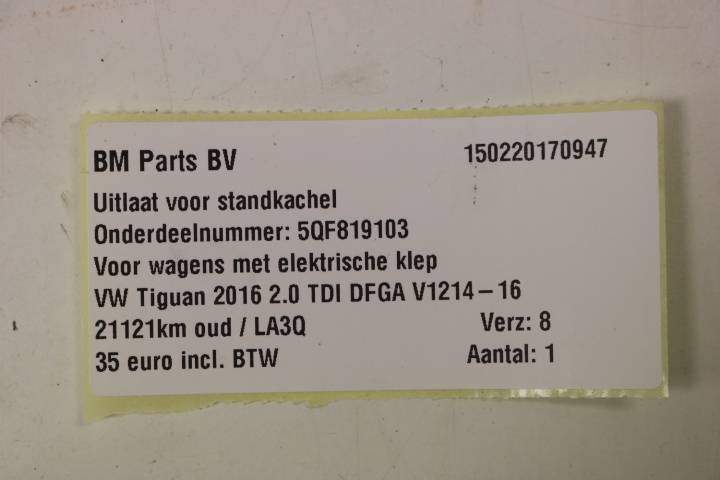 BM Parts BV 150220170947
Uitlaat voor standkachel
Onderdeelnummer: 5QF819103
Voor wagens met elektrische klep
VW Tiguan 2016 2.0 TDI DFGA V1214-16
21121km oud / LA3Q Verz: 8
35 euro incl. BTW Aantal: 1